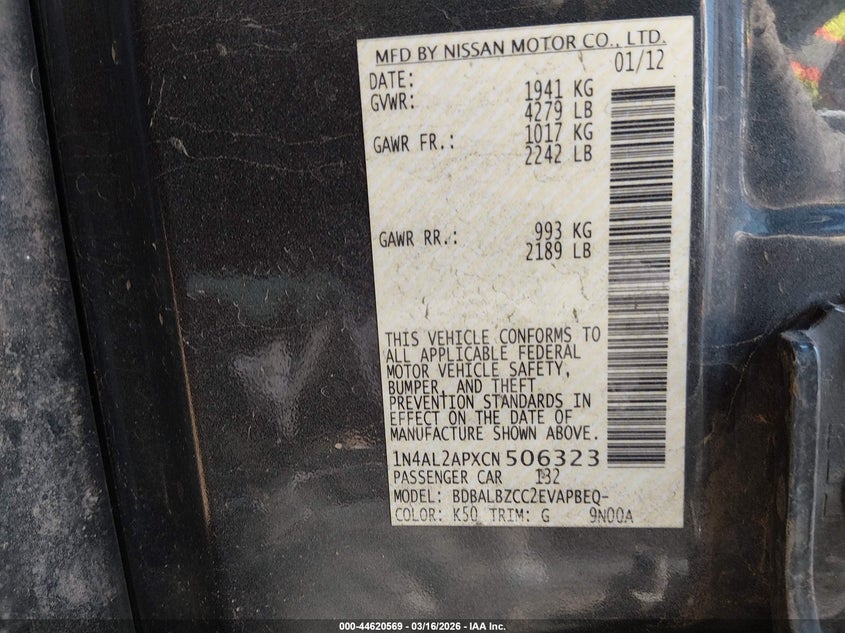 MFD BY NISSAN MOTOR CO., LTD.
DATE: 01/12
GVWR: 1941 KG
4279 LB
GAWR FR.: 1017 KG
2242 LB
GAWR RR.: 993 KG
2189 LB
THIS VEHICLE CONFORMS TO
ALL APPLICABLE FEDERAL
MOTOR VEHICLE SAFETY,
BUMPER, AND THEFT
PREVENTION STANDARDS IN
EFFECT ON THE DATE OF
MANUFACTURE SHOWN ABOVE.
1N4AL2APXCN506323
PASSENGER CAR 132
MODEL: BDBALBZCC2EVAPBEQ-
COLOR: K50 TRIM: G 9N00A
000-44620569 - 03/16/2026 - IAA Inc.